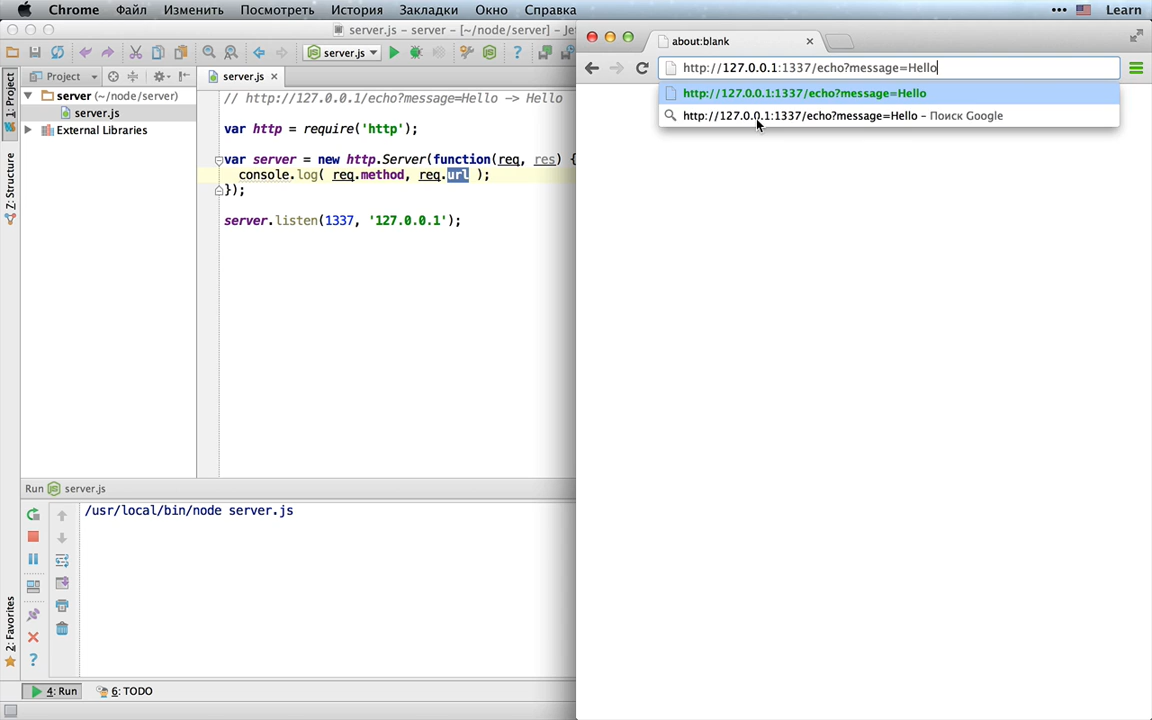 Chrome Файл Изменить Посмотреть История Закладки Окно Справка Learn
server.js – server – [~/node/server] – Je
server.js
Project
server.js
1: Project
server (~/node/server)
server.js
External Libraries
Z: Structure
2: Favorites
// http://127.0.0.1/echo?message=Hello -> Hello
var http = require('http');
var server = new http.Server(function(req, res) {
console.log( req.method, req.url );
});
server.listen(1337, '127.0.0.1');
about:blank
http://127.0.0.1:1337/echo?message=Hello
http://127.0.0.1:1337/echo?message=Hello
http://127.0.0.1:1337/echo?message=Hello – Поиск Google
Run server.js
/usr/local/bin/node server.js
4: Run 6: TODO